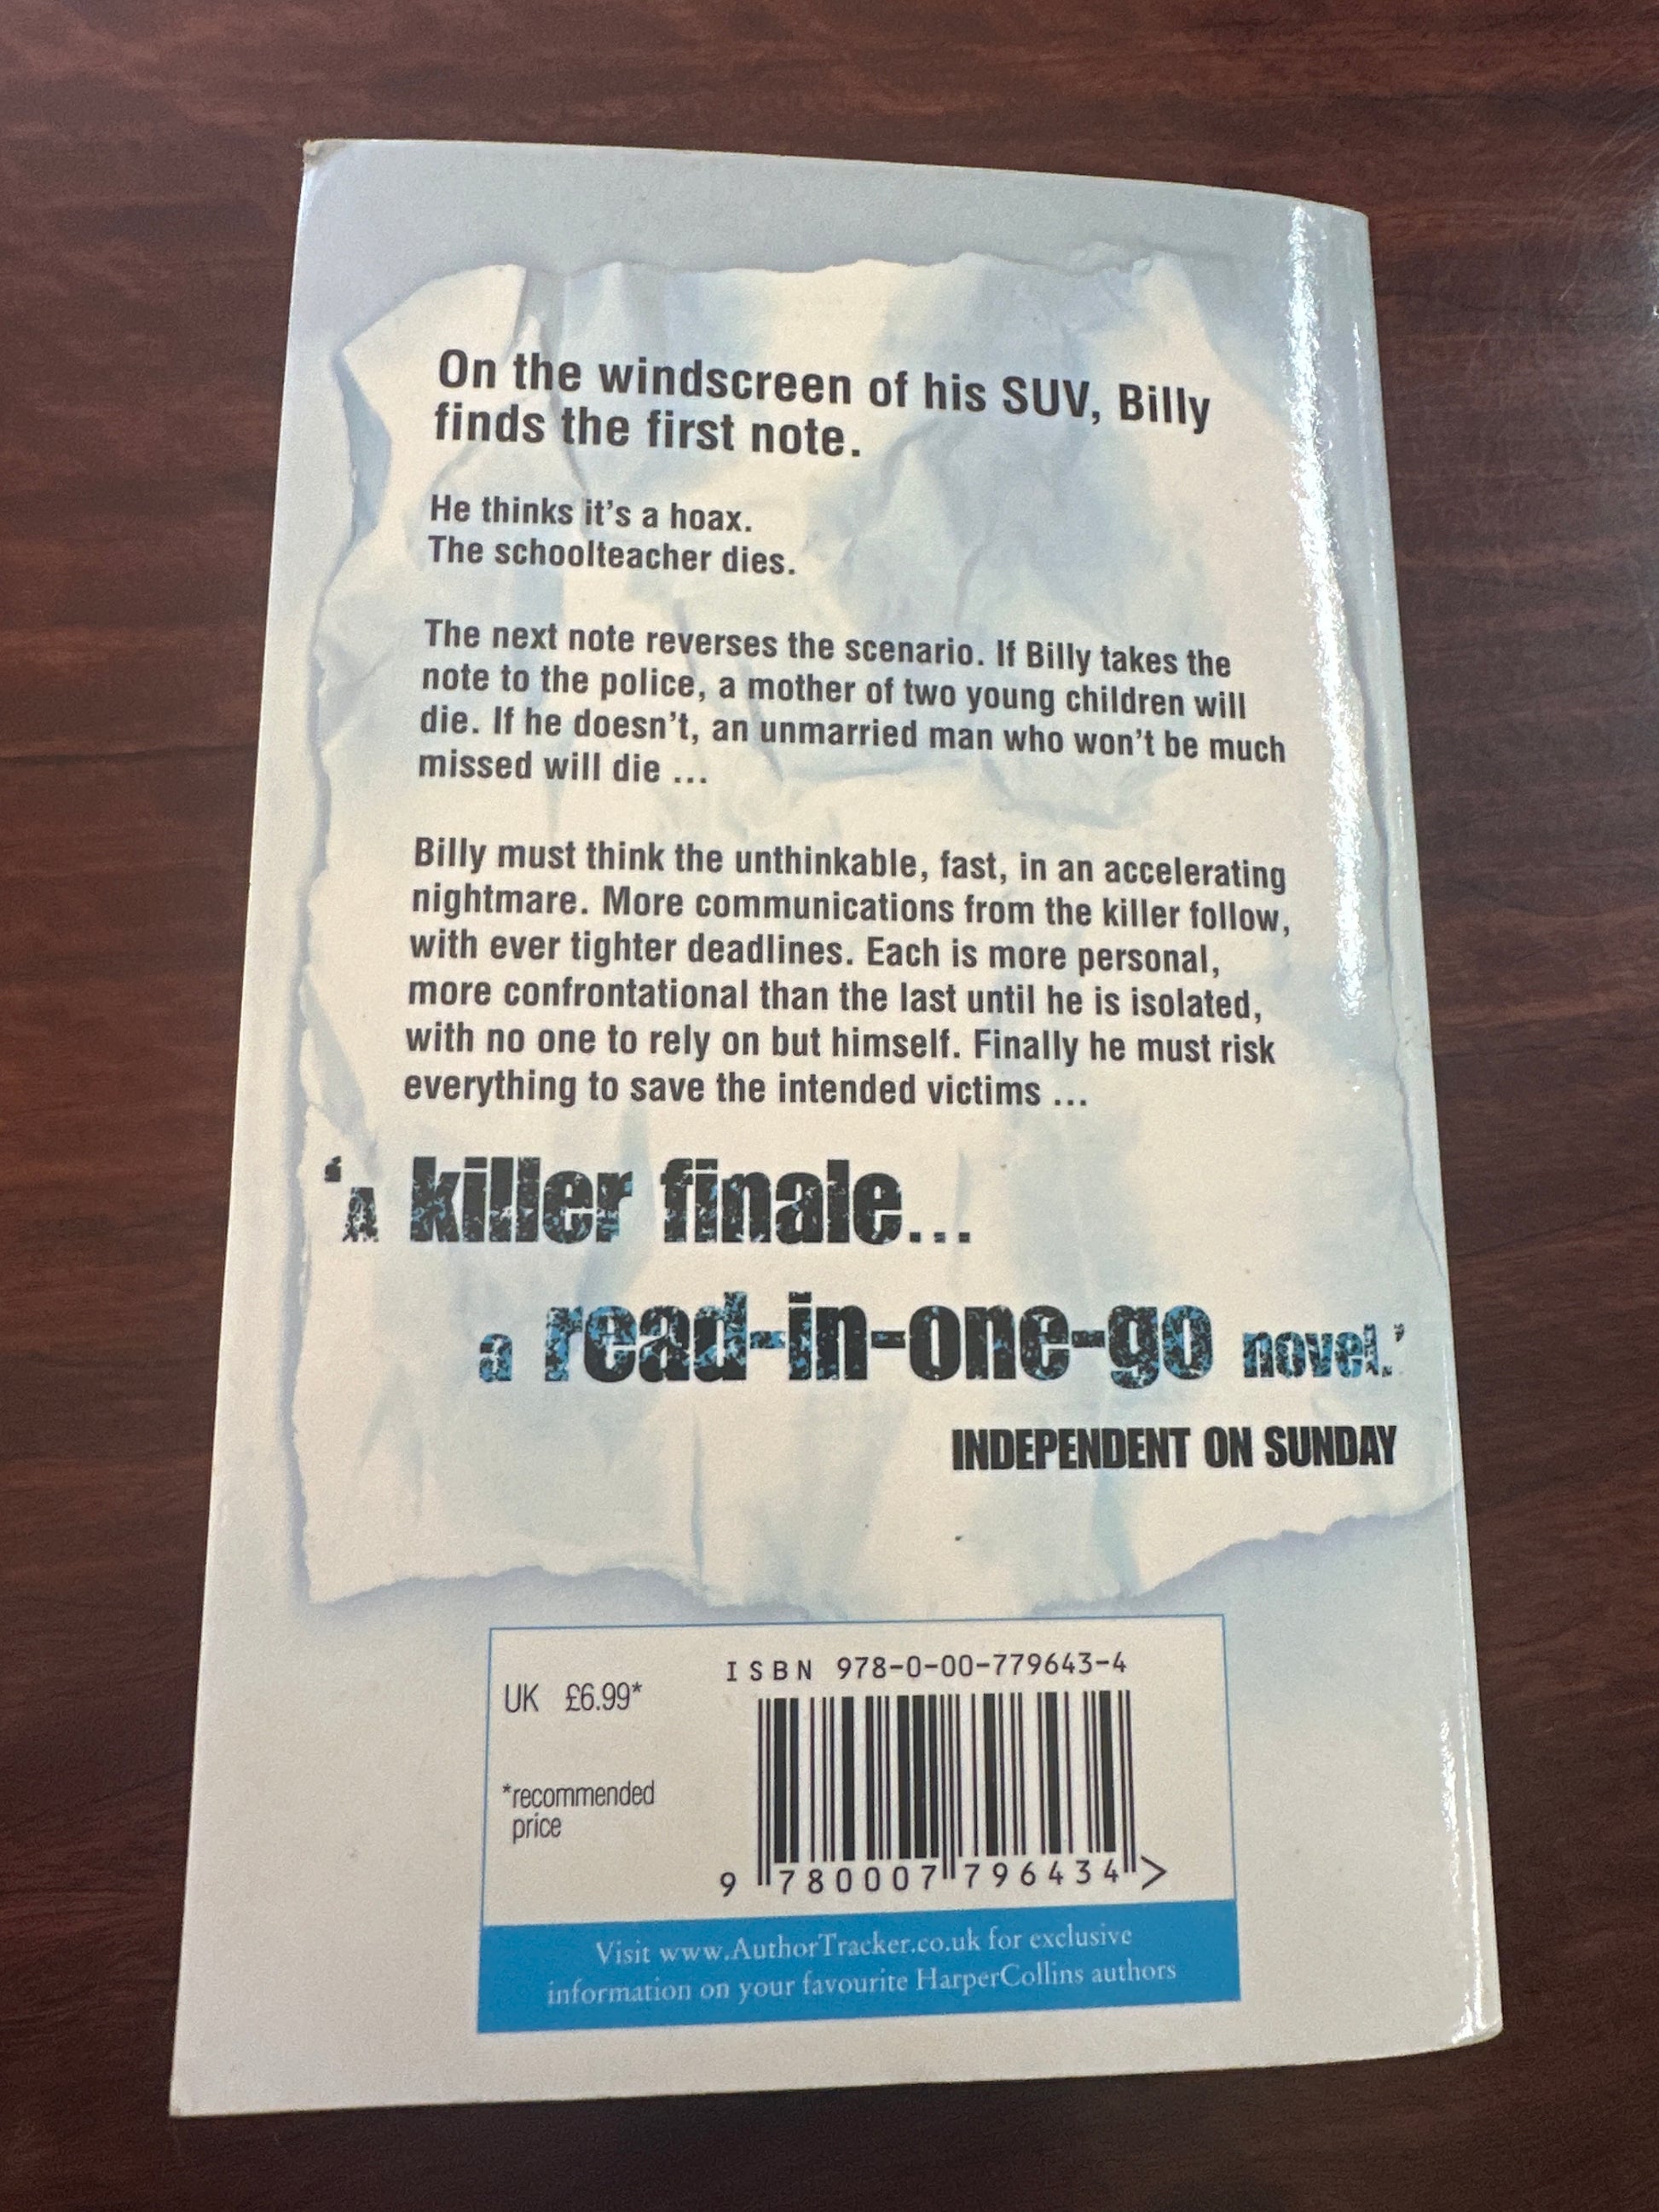 On the windscreen of his SUV, Billy
finds the first note.
He thinks it's a hoax.
The schoolteacher dies.
The next note reverses the scenario. If Billy takes the
note to the police, a mother of two young children will
die. If he doesn't, an unmarried man who won't be much
missed will die ...
Billy must think the unthinkable, fast, in an accelerating
nightmare. More communications from the killer follow,
with ever tighter deadlines. Each is more personal,
more confrontational than the last until he is isolated,
with no one to rely on but himself. Finally he must risk
everything to save the intended victims ...
‘A killer finale...
a read-in-one-go novel.’
INDEPENDENT ON SUNDAY
ISBN 978-0-00-779643-4
UK £6.99*
*recommended
price
9 780007 796434 >
Visit www.AuthorTracker.co.uk for exclusive
information on your favourite HarperCollins authors